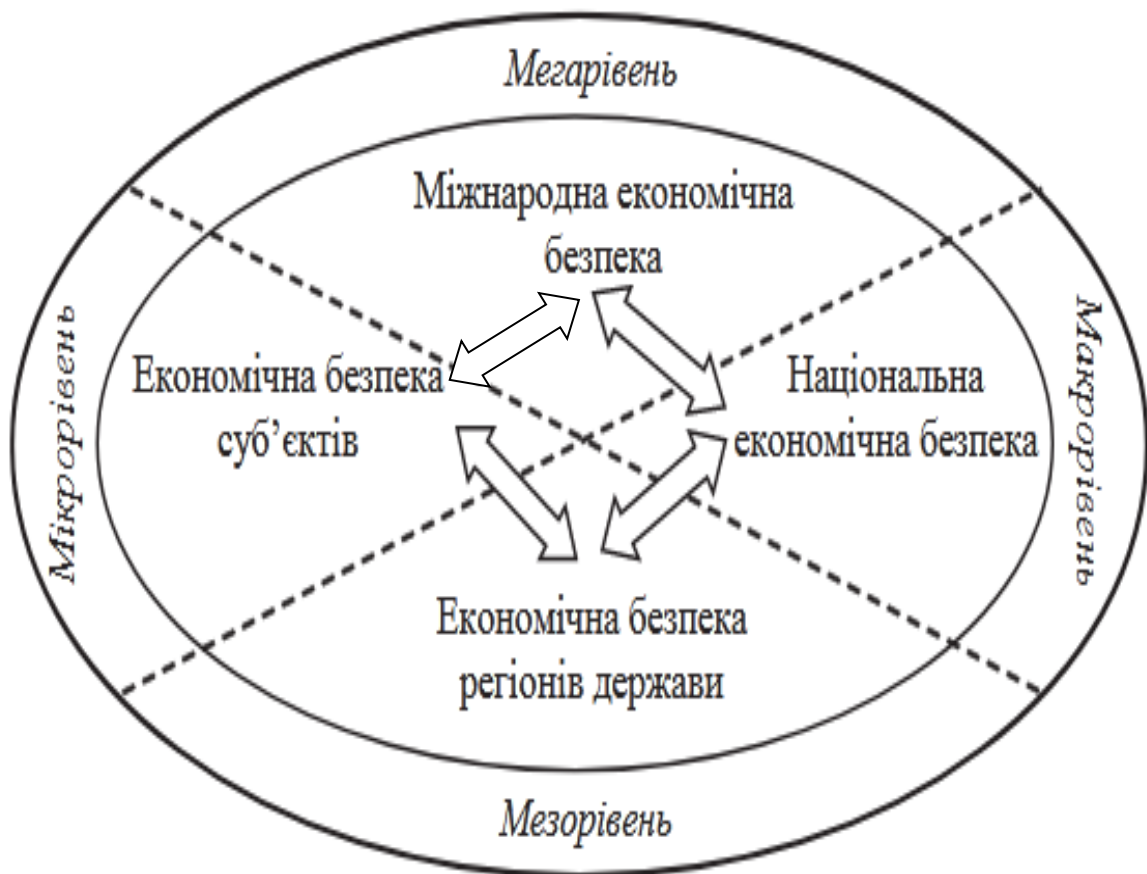 Мегарівень
Міжнародна економічна
безпека
Мікрорівень
Економічна безпека
суб’єктів
Національна
економічна безпека
Макрорівень
Економічна безпека
регіонів держави
Мезорівень